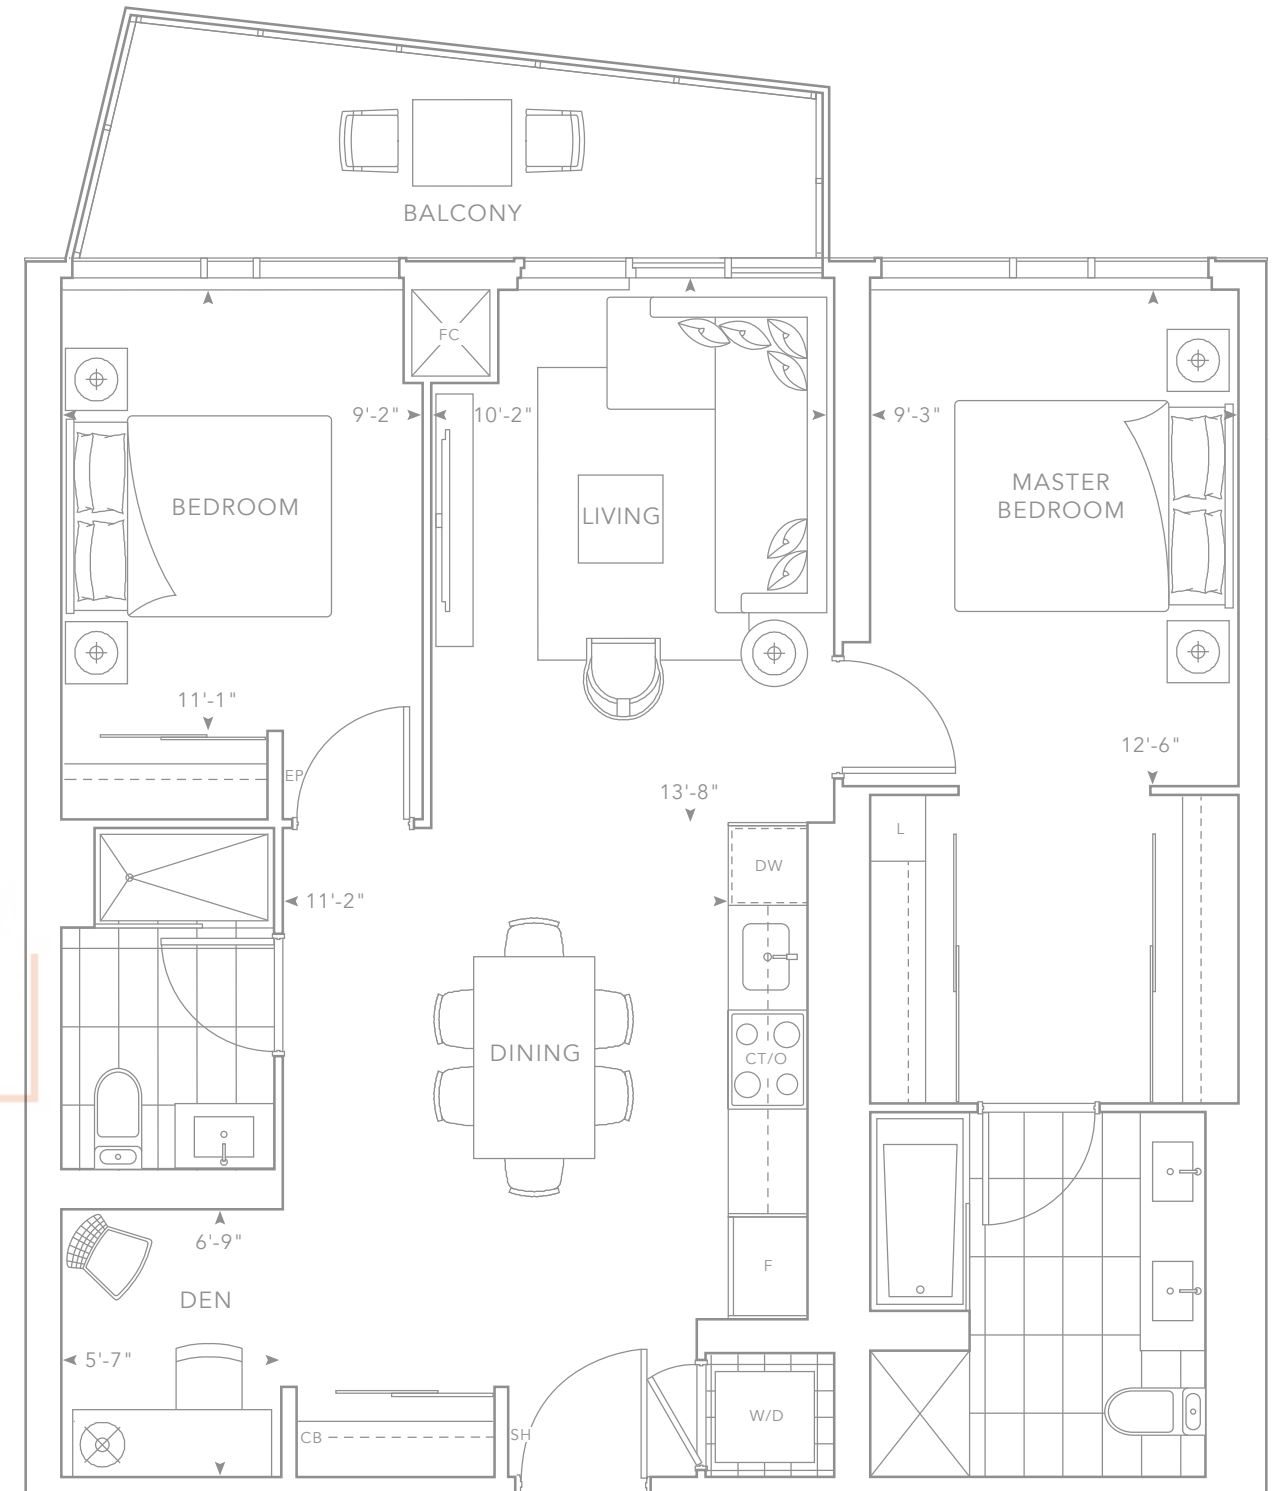 BALCONY
FC
9'-2"
10'-2"
9'-3"
MASTER
BEDROOM
BEDROOM
LIVING
11'-1"
12'-6"
EP
13'-8"
L
DW
11'-2"
DINING
CT/O
6'-9"
F
DEN
5'-7"
W/D
CB
SH